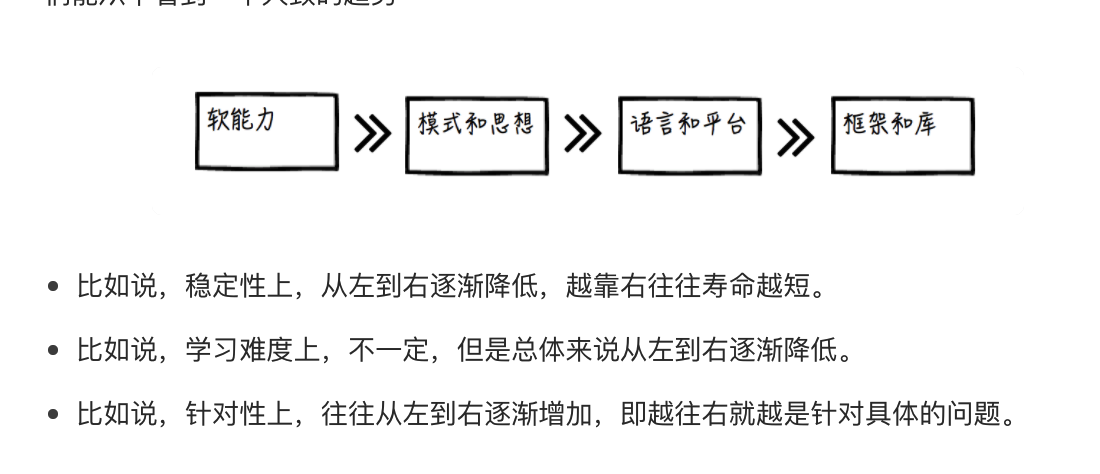 软能力
模式和思想
语言和平台
框架和库
比如说，稳定性上，从左到右逐渐降低，越靠右往往寿命越短。
比如说，学习难度上，不一定，但是总体来说从左到右逐渐降低。
比如说，针对性上，往往从左到右逐渐增加，即越往右就越是针对具体的问题。